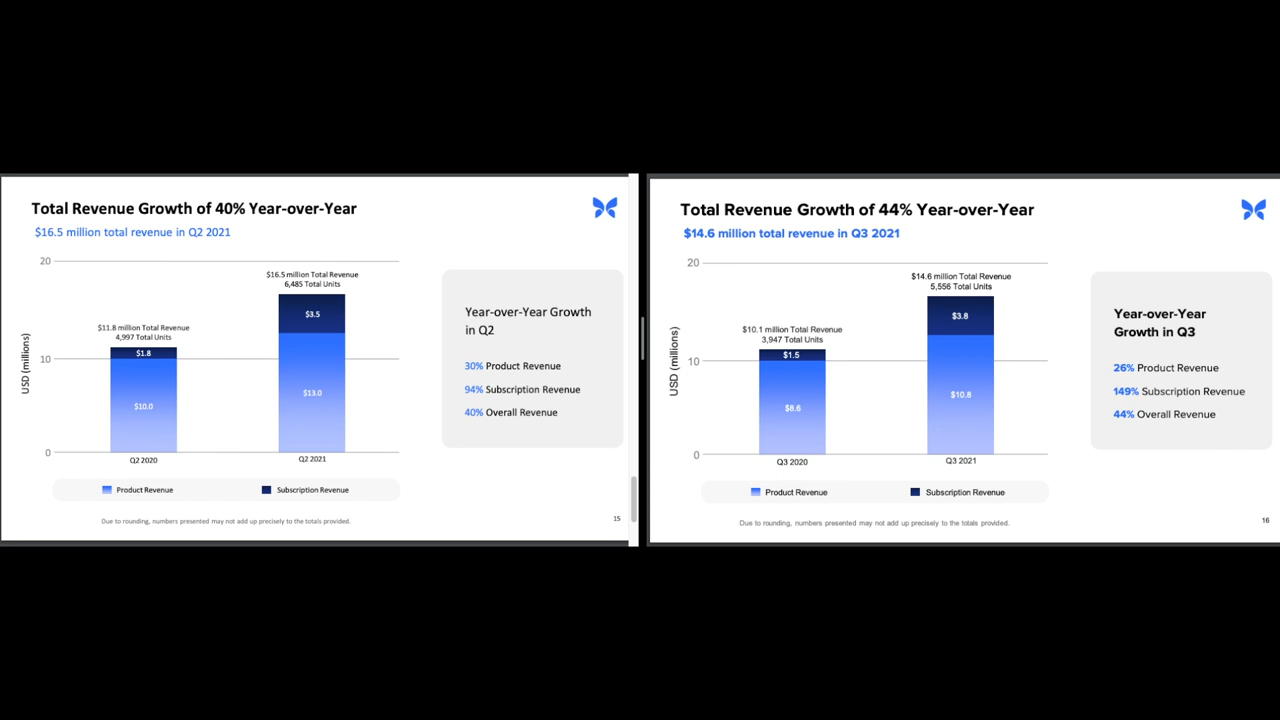 Total Revenue Growth of 40% Year-over-Year
$16.5 million total revenue in Q2 2021
20
10
0
USD (millions)
$11.8 million Total Revenue
4,997 Total Units
$1.8
$10.0
Q2 2020
$16.5 million Total Revenue
6,485 Total Units
$3.5
$13.0
Q2 2021
Product Revenue
Subscription Revenue
Year-over-Year Growth
in Q2
30% Product Revenue
94% Subscription Revenue
40% Overall Revenue
Due to rounding, numbers presented may not add up precisely to the totals provided.
15
Total Revenue Growth of 44% Year-over-Year
$14.6 million total revenue in Q3 2021
20
10
0
USD (millions)
$10.1 million Total Revenue
3,947 Total Units
$1.5
$8.6
Q3 2020
$14.6 million Total Revenue
5,556 Total Units
$3.8
$10.8
Q3 2021
Product Revenue
Subscription Revenue
Year-over-Year
Growth in Q3
26% Product Revenue
149% Subscription Revenue
44% Overall Revenue
Due to rounding, numbers presented may not add up precisely to the totals provided.
16